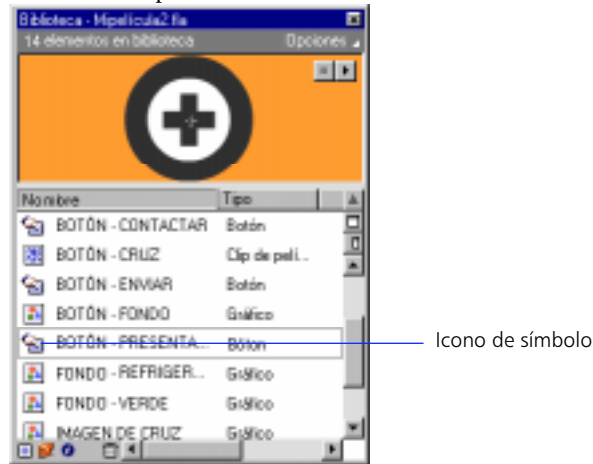 Biblioteca - Mipelícula2.fla
14 elementos en biblioteca Opciones
Nombre Tipo
BOTÓN - CONTACTAR Botón
BOTÓN - CRUZ Clip de pelí...
BOTÓN - ENVIAR Botón
BOTÓN - FONDO Gráfico
BOTÓN - PRESENTA... Bóton
Icono de símbolo
FONDO - REFRIGER... Gráfico
FONDO - VERDE Gráfico
IMAGEN DE CRUZ Gráfico